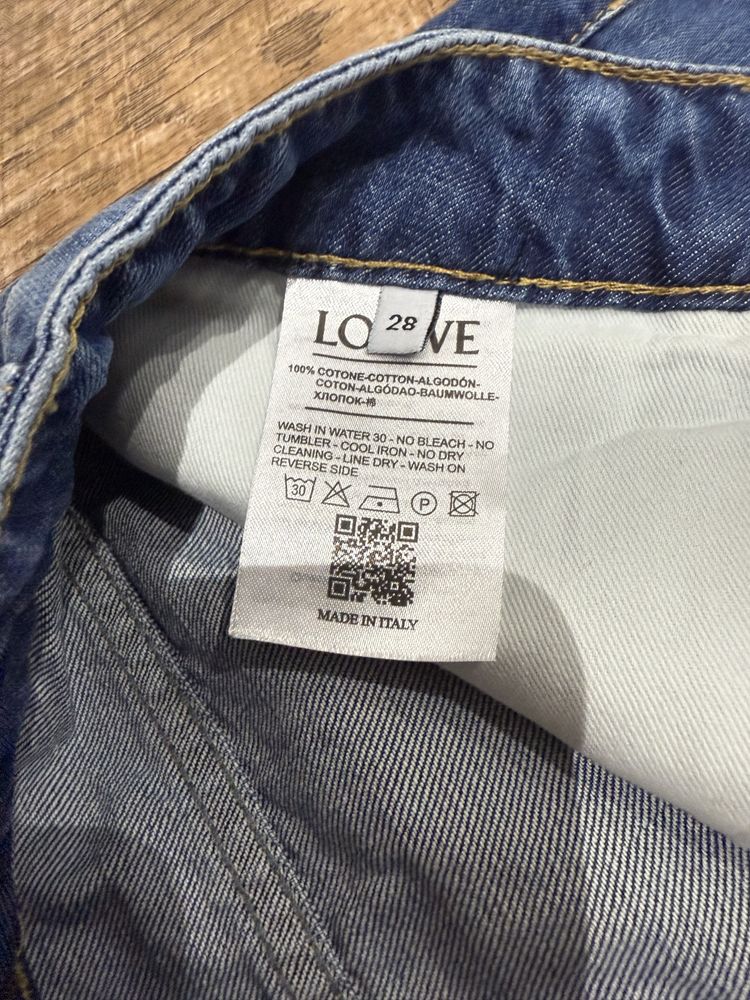 28
LO VE
100% COTONE-COTTON-ALGODÓN-
COTON-ALGÓDAO-BAUMWOLLE-
ХЛОПОК-棉
WASH IN WATER 30 - NO BLEACH - NO
TUMBLER - COOL IRON - NO DRY
CLEANING - LINE DRY - WASH ON
REVERSE SIDE
30 P
MADE IN ITALY